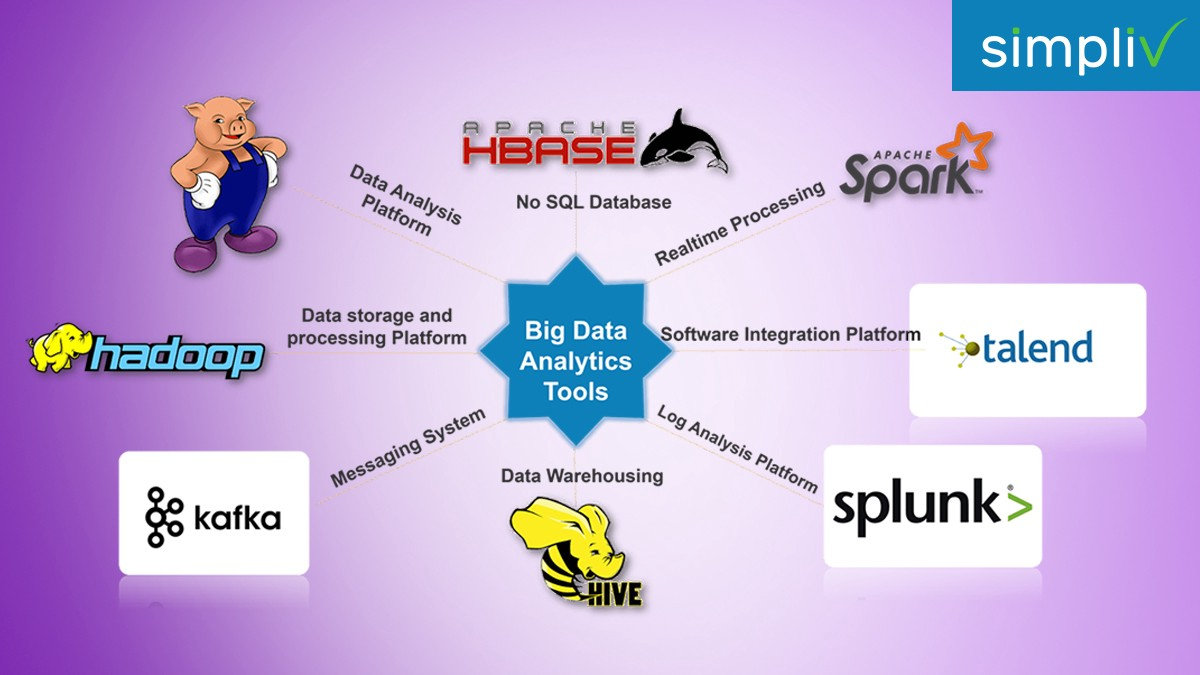 simpliv
APACHE
HBASE
APACHE
Spark™
Data Analysis
Platform
No SQL Database
Realtime Processing
Data storage and
processing Platform
Big Data
Analytics
Tools
Software Integration Platform
hadoop
talend
Messaging System
Log Analysis Platform
Data Warehousing
kafka
splunk>®
HIVE